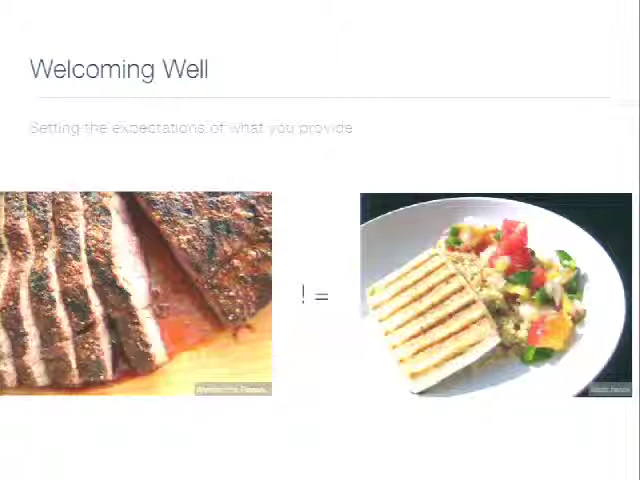 Welcoming Well
Setting the expectations of what you provide
! =